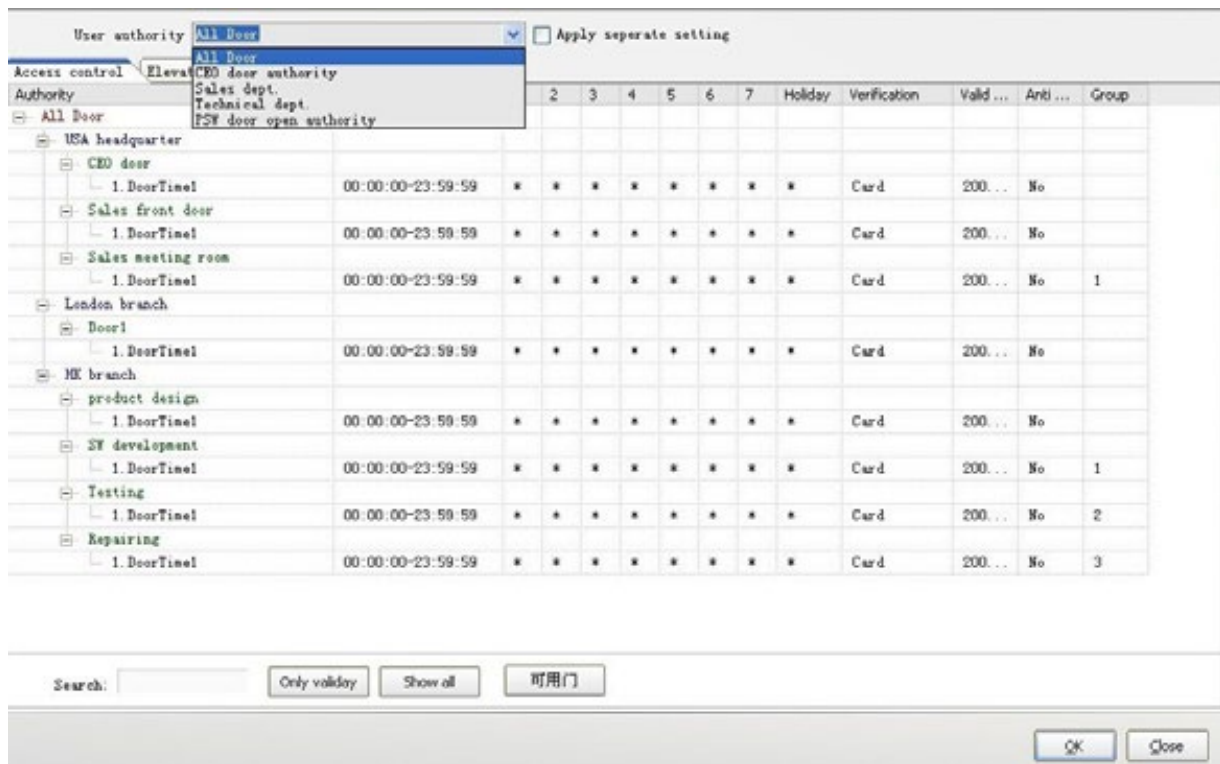 User authority All Door Apply seperate setting
All Door
Access control Elevat CEO door authority
Sales dept.
Technical dept.
PSW door open authority
Authority 2 3 4 5 6 7 Holiday Verification Valid ... Anti ... Group
All Door
USA headquarter
CEO door
1.DoorTime1 00:00:00-23:59:59 * * * * * * * * Card 200... No
Sales front door
1.DoorTime1 00:00:00-23:59:59 * * * * * * * * Card 200... No
Sales meeting room
1.DoorTime1 00:00:00-23:59:59 * * * * * * * * Card 200... No 1
London branch
Door1
1.DoorTime1 00:00:00-23:59:59 * * * * * * * * Card 200... No
HK branch
product design
1.DoorTime1 00:00:00-23:59:59 * * * * * * * * Card 200... No
SW development
1.DoorTime1 00:00:00-23:59:59 * * * * * * * * Card 200... No 1
Testing
1.DoorTime1 00:00:00-23:59:59 * * * * * * * * Card 200... No 2
Repairing
1.DoorTime1 00:00:00-23:59:59 * * * * * * * * Card 200... No 3
Search: Only validay Show all 可用门
OK Close